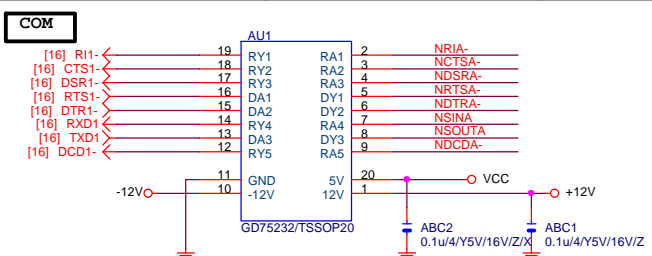 COM
AU1
[16] RI1- 19 RY1 RA1 2 NRIA-
[16] CTS1- 18 RY2 RA2 3 NCTSA-
[16] DSR1- 17 RY3 RA3 4 NDSRA-
[16] RTS1- 16 DA1 DY1 5 NRTSA-
[16] DTR1- 15 DA2 DY2 6 NDTRA-
[16] RXD1 14 RY4 RA4 7 NSINA
[16] TXD1 13 DA3 DY3 8 NSOUTA
[16] DCD1- 12 RY5 RA5 9 NDCDA-
11 GND 5V 20 VCC
-12V 10 -12V 12V 1 +12V
GD75232/TSSOP20
ABC2
0.1u/4/Y5V/16V/Z/X
ABC1
0.1u/4/Y5V/16V/Z